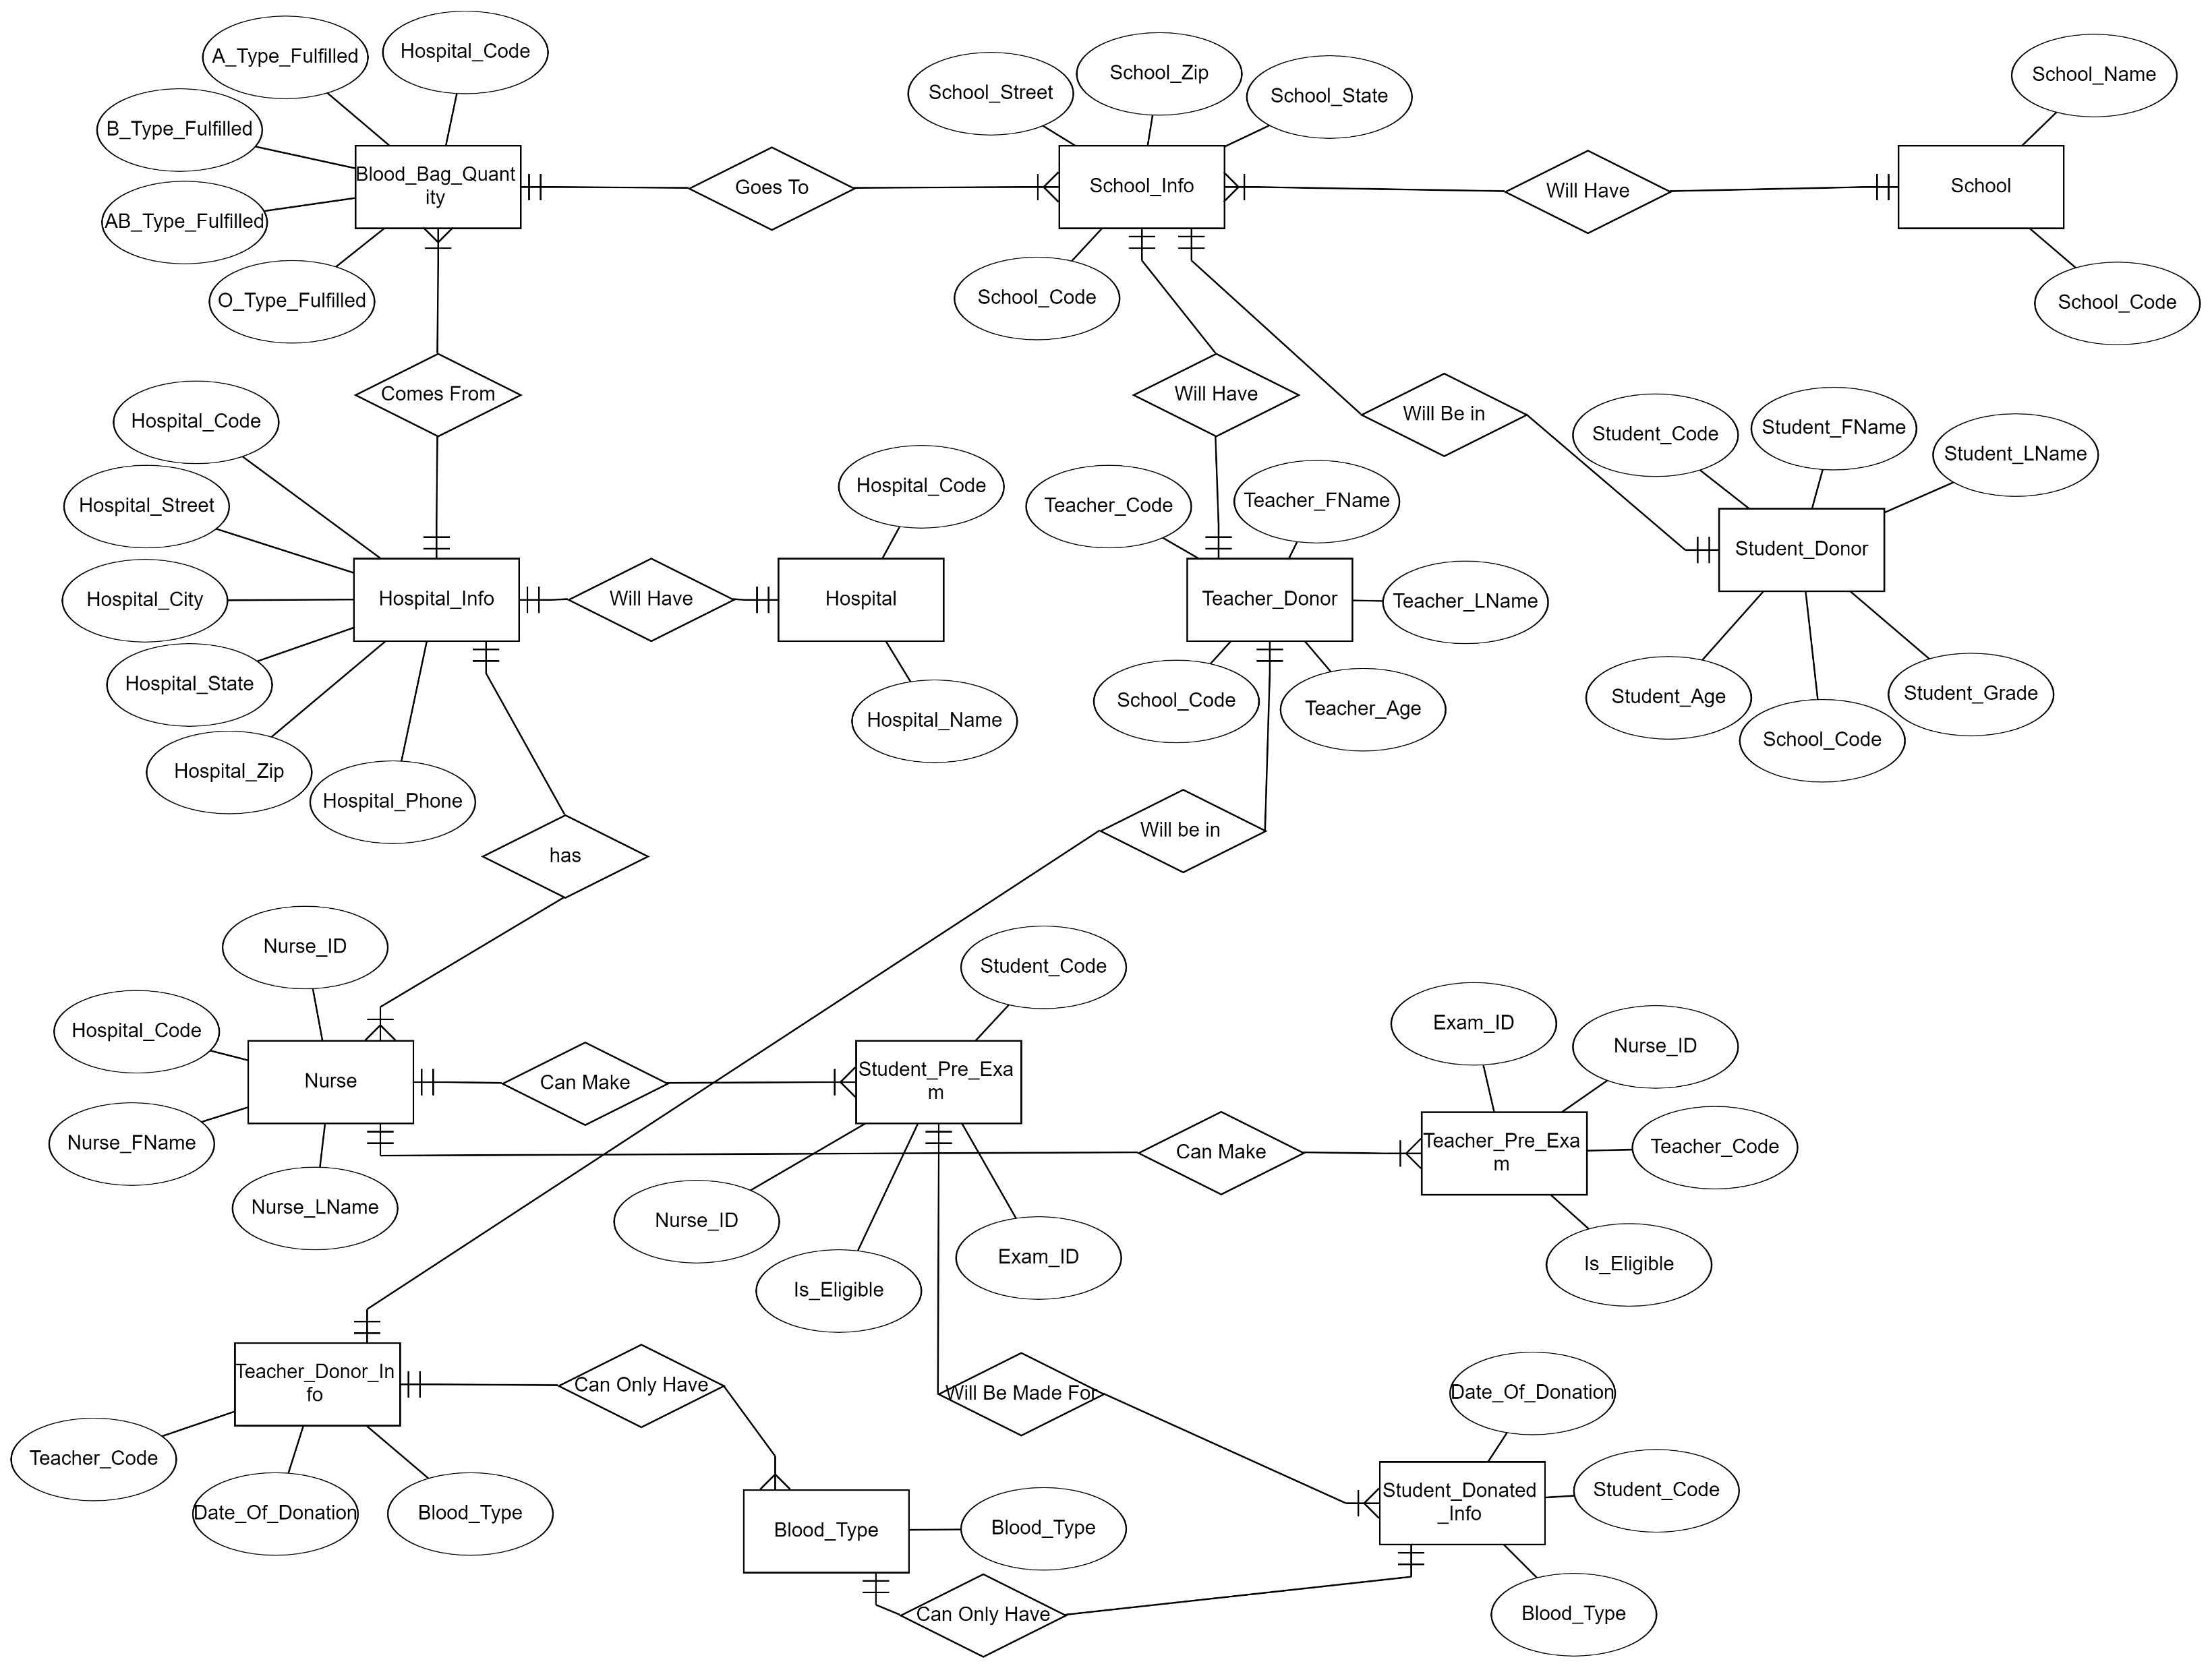 A_Type_Fulfilled
Hospital_Code
B_Type_Fulfilled
AB_Type_Fulfilled
O_Type_Fulfilled
Blood_Bag_Quant
ity
Goes To
School_Street
School_Zip
School_State
School_Info
School_Code
Will Have
School_Name
School
School_Code
Comes From
Will Have
Will Be in
Hospital_Code
Hospital_Street
Hospital_City
Hospital_State
Hospital_Zip
Hospital_Phone
Hospital_Info
Will Have
Hospital_Code
Hospital
Hospital_Name
Teacher_Code
Teacher_FName
Teacher_Donor
Teacher_LName
School_Code
Teacher_Age
Student_Code
Student_FName
Student_LName
Student_Donor
Student_Age
School_Code
Student_Grade
has
Will be in
Nurse_ID
Hospital_Code
Nurse
Nurse_FName
Nurse_LName
Can Make
Student_Code
Student_Pre_Exa
m
Nurse_ID
Is_Eligible
Exam_ID
Can Make
Exam_ID
Nurse_ID
Teacher_Pre_Exa
m
Teacher_Code
Is_Eligible
Teacher_Donor_In
fo
Teacher_Code
Date_Of_Donation
Blood_Type
Can Only Have
Will Be Made For
Blood_Type
Blood_Type
Can Only Have
Date_Of_Donation
Student_Donated
_Info
Student_Code
Blood_Type